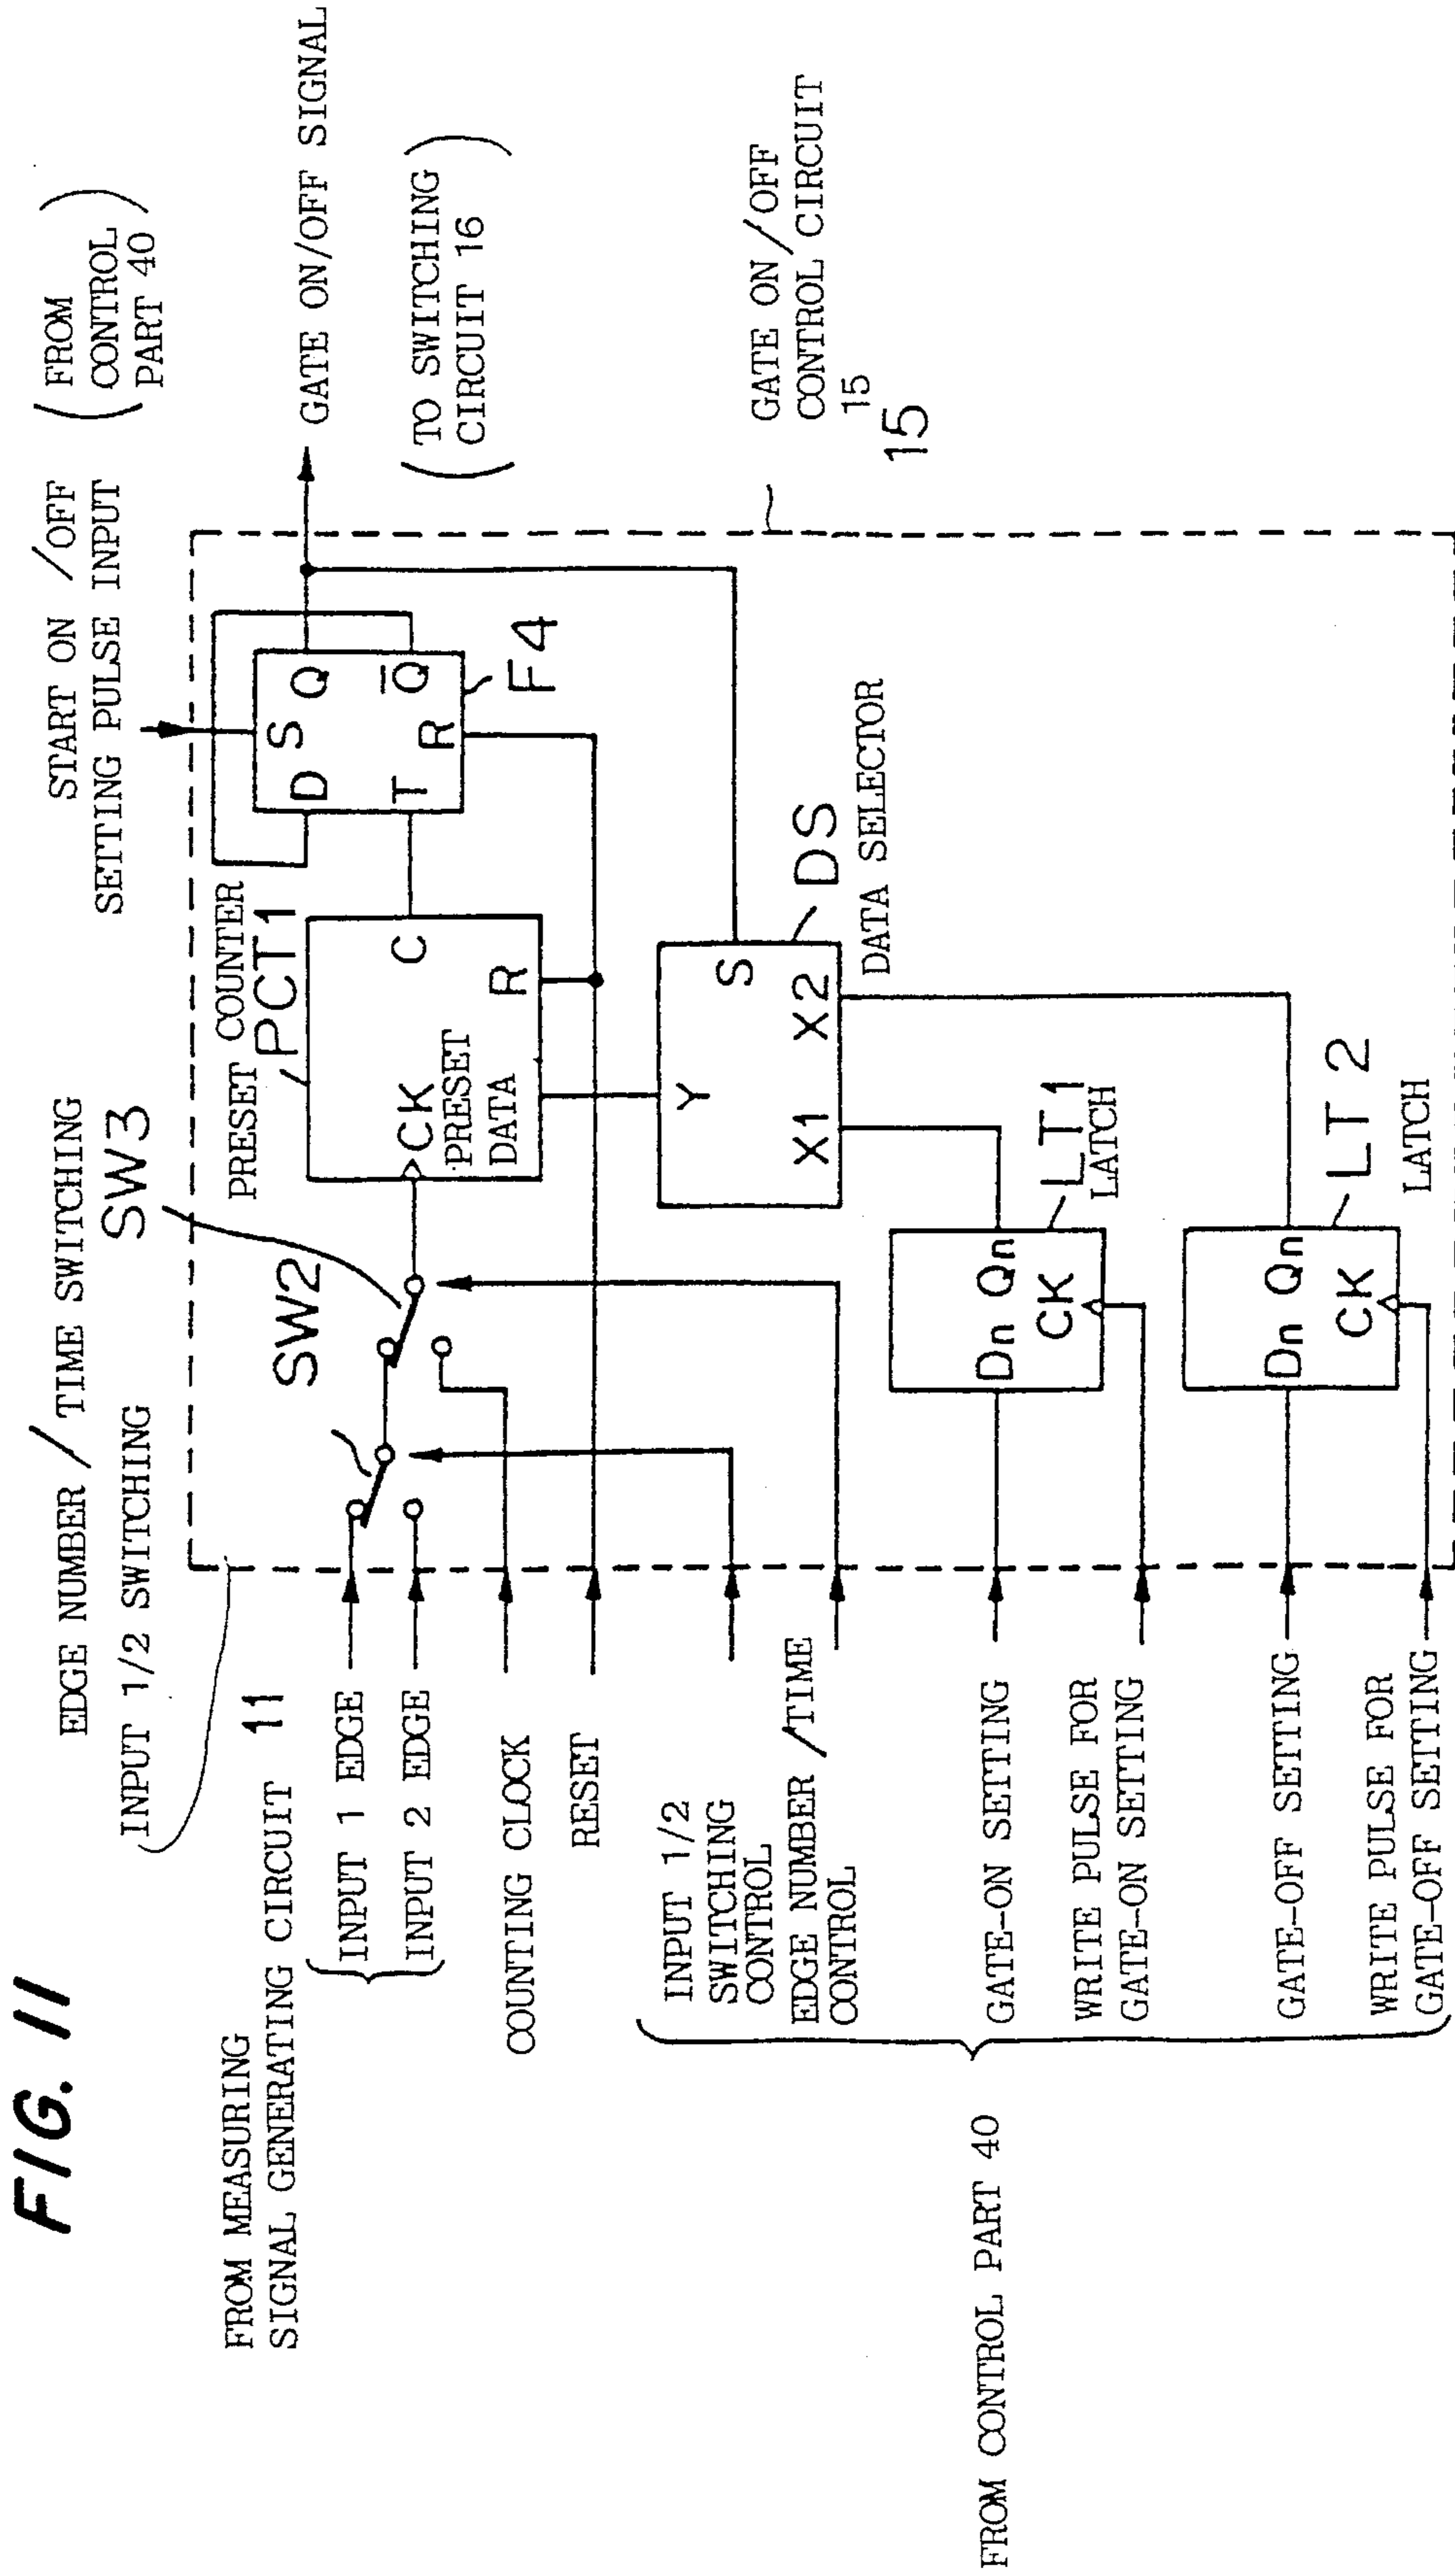 FIG. 11
EDGE NUMBER / TIME SWITCHING
SW3
INPUT 1/2 SWITCHING
START ON /OFF
SETTING PULSE INPUT
(FROM
CONTROL
PART 40)
FROM MEASURING
SIGNAL GENERATING CIRCUIT 11
INPUT 1 EDGE
INPUT 2 EDGE
COUNTING CLOCK
RESET
INPUT 1/2
SWITCHING
CONTROL
EDGE NUMBER /TIME
CONTROL
GATE-ON SETTING
WRITE PULSE FOR
GATE-ON SETTING
GATE-OFF SETTING
WRITE PULSE FOR
GATE-OFF SETTING
FROM CONTROL PART 40
SW2
PRESET COUNTER
PCT1
CK
C
PRESET
DATA
R
D S Q
T Q̅
R
F4
GATE ON/OFF SIGNAL
(TO SWITCHING
CIRCUIT 16)
Y
S
X1 X2
DS
DATA SELECTOR
Dn Qn
CK
LT1
LATCH
Dn Qn
CK
LT 2
LATCH
GATE ON/OFF
CONTROL CIRCUIT
15
15